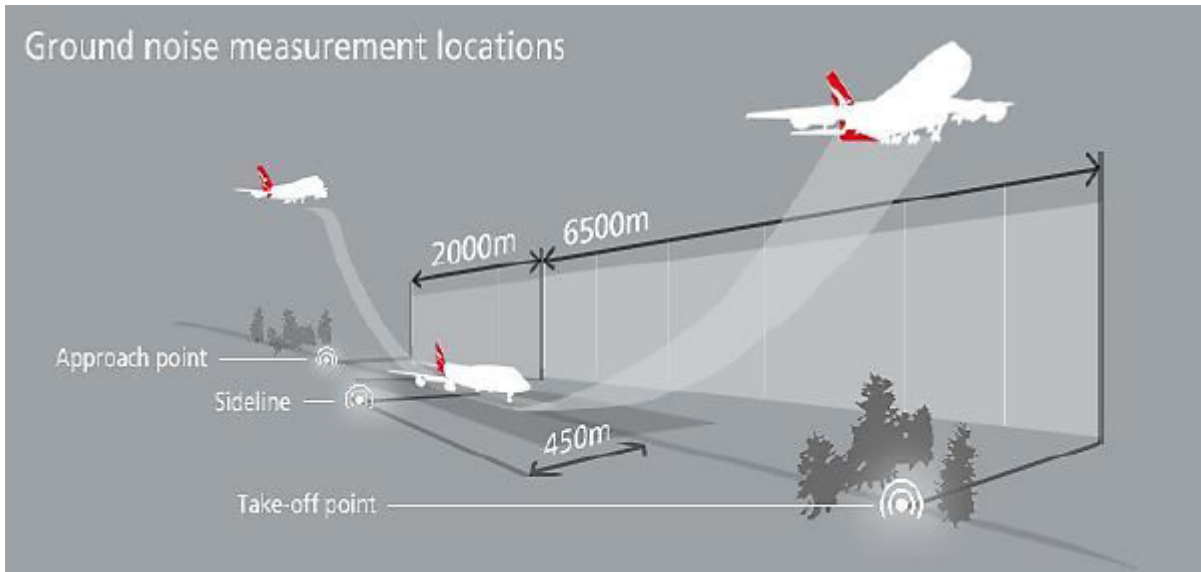 Ground noise measurement locations
2000m
6500m
Approach point
Sideline
450m
Take-off point